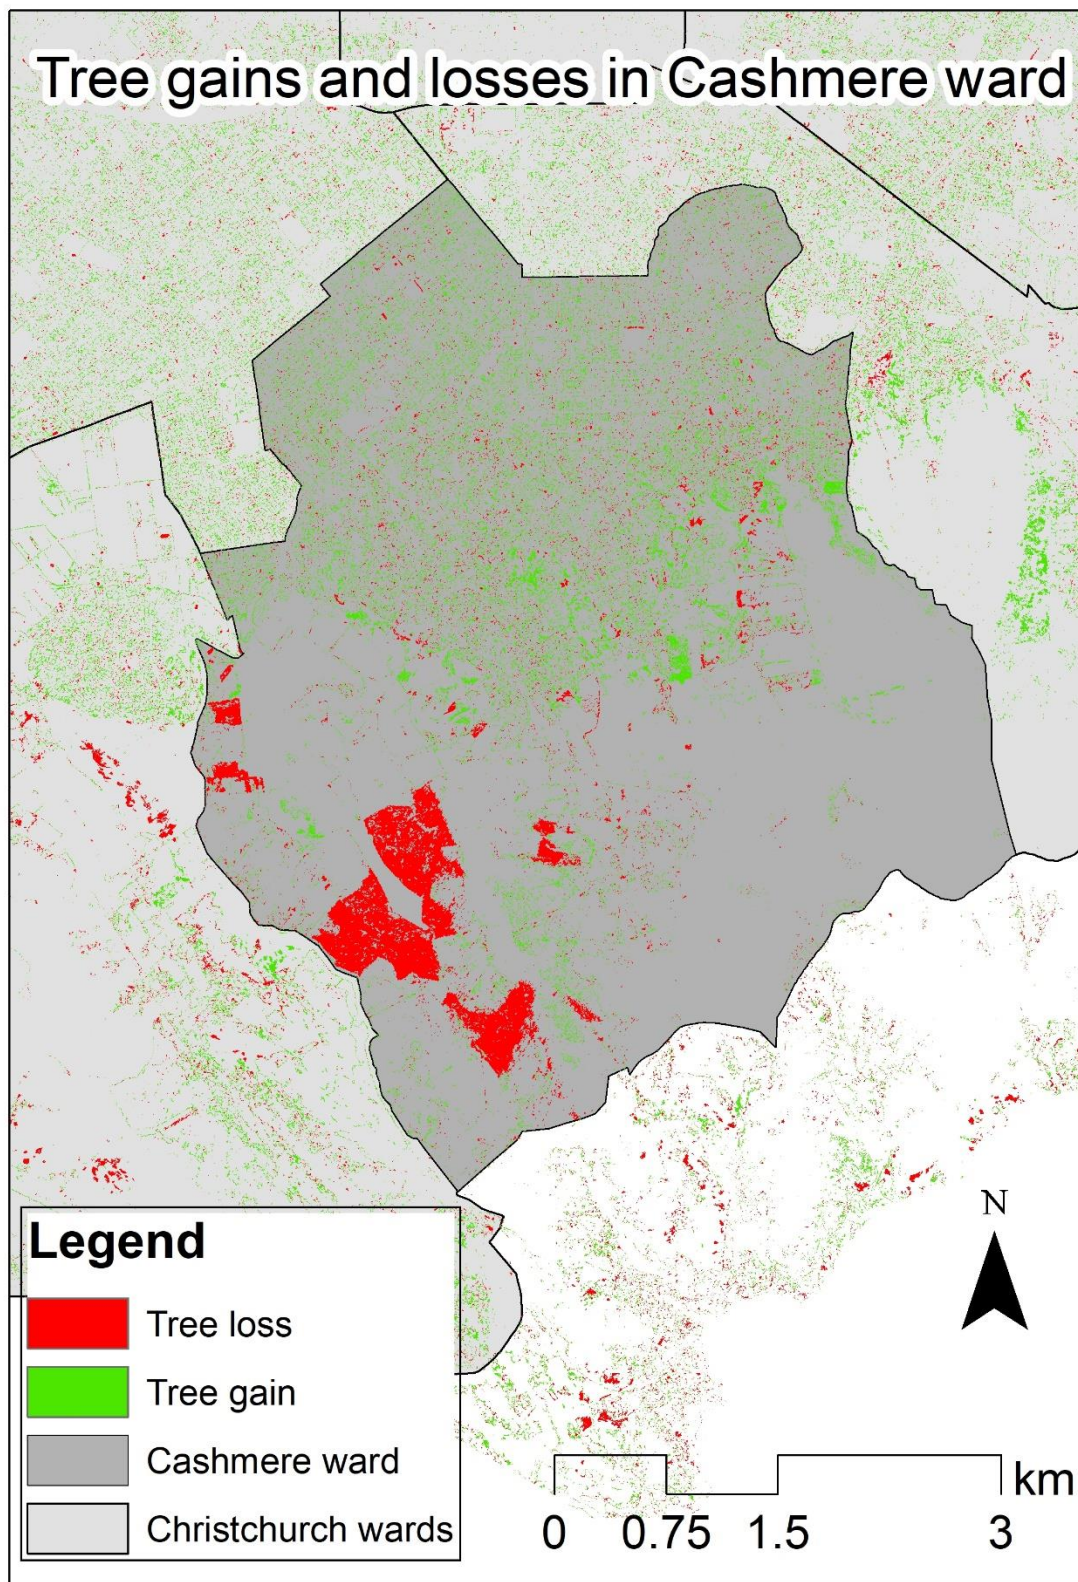 Tree gains and losses in Cashmere ward
N
Legend
Tree loss
Tree gain
Cashmere ward
Christchurch wards
km
0 0.75 1.5 3